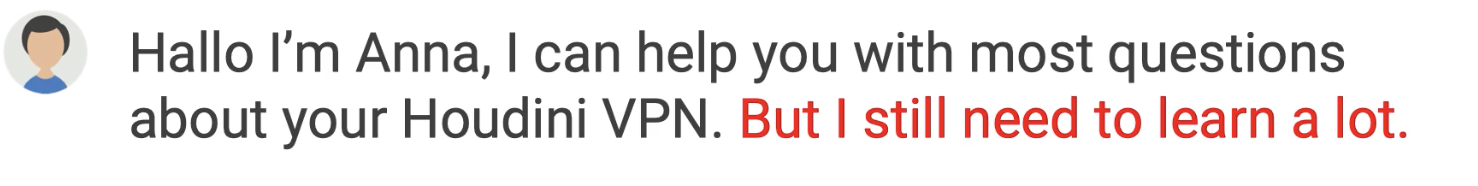 Hallo I’m Anna, I can help you with most questions
about your Houdini VPN. But I still need to learn a lot.